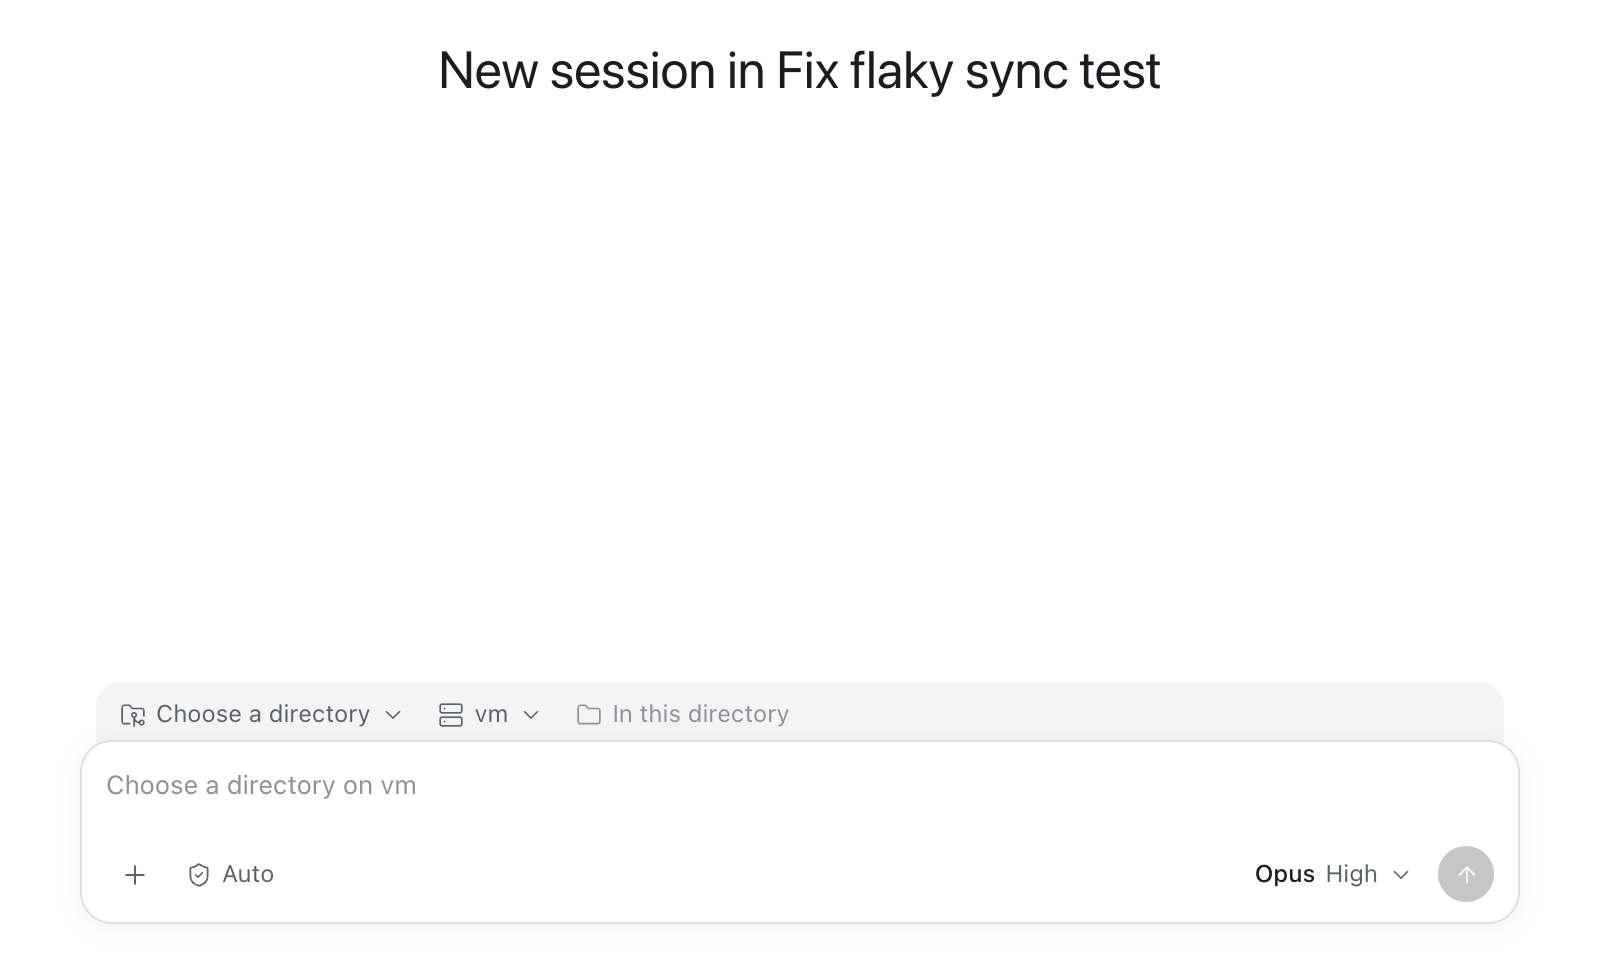 New session in Fix flaky sync test
Choose a directory vm In this directory
Choose a directory on vm
Auto Opus High